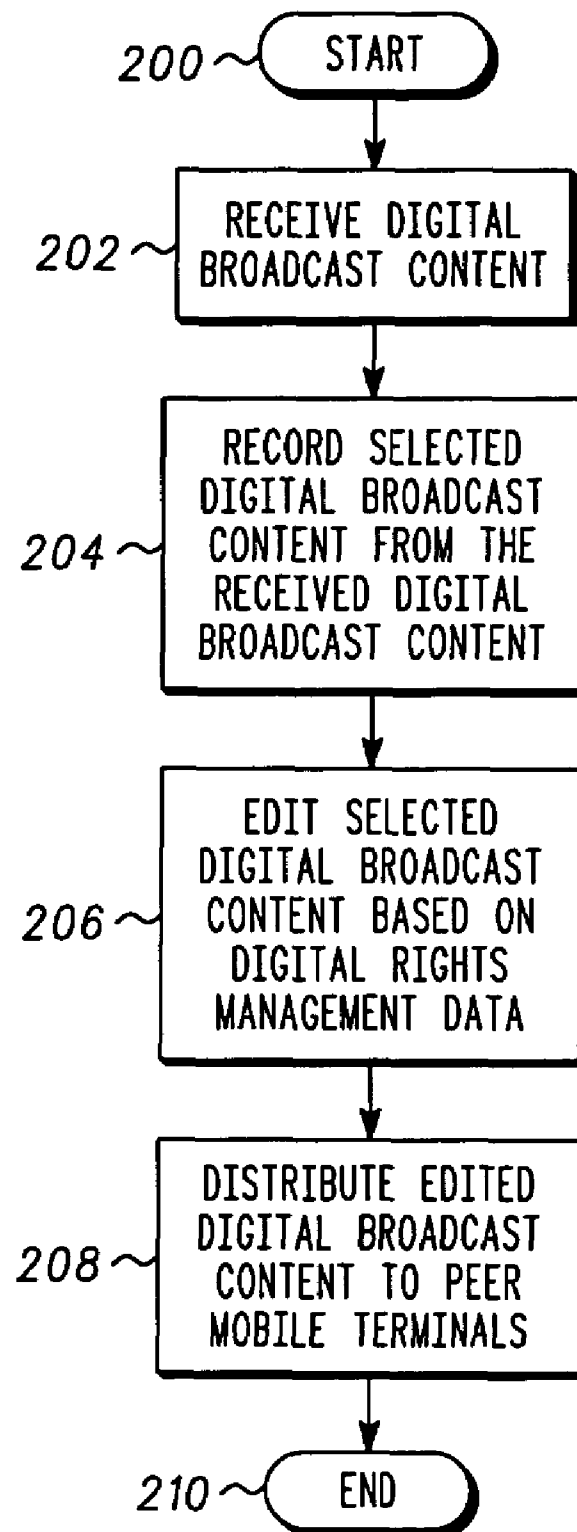 200
START
202
RECEIVE DIGITAL
BROADCAST CONTENT
204
RECORD SELECTED
DIGITAL BROADCAST
CONTENT FROM THE
RECEIVED DIGITAL
BROADCAST CONTENT
206
EDIT SELECTED
DIGITAL BROADCAST
CONTENT BASED ON
DIGITAL RIGHTS
MANAGEMENT DATA
208
DISTRIBUTE EDITED
DIGITAL BROADCAST
CONTENT TO PEER
MOBILE TERMINALS
210
END